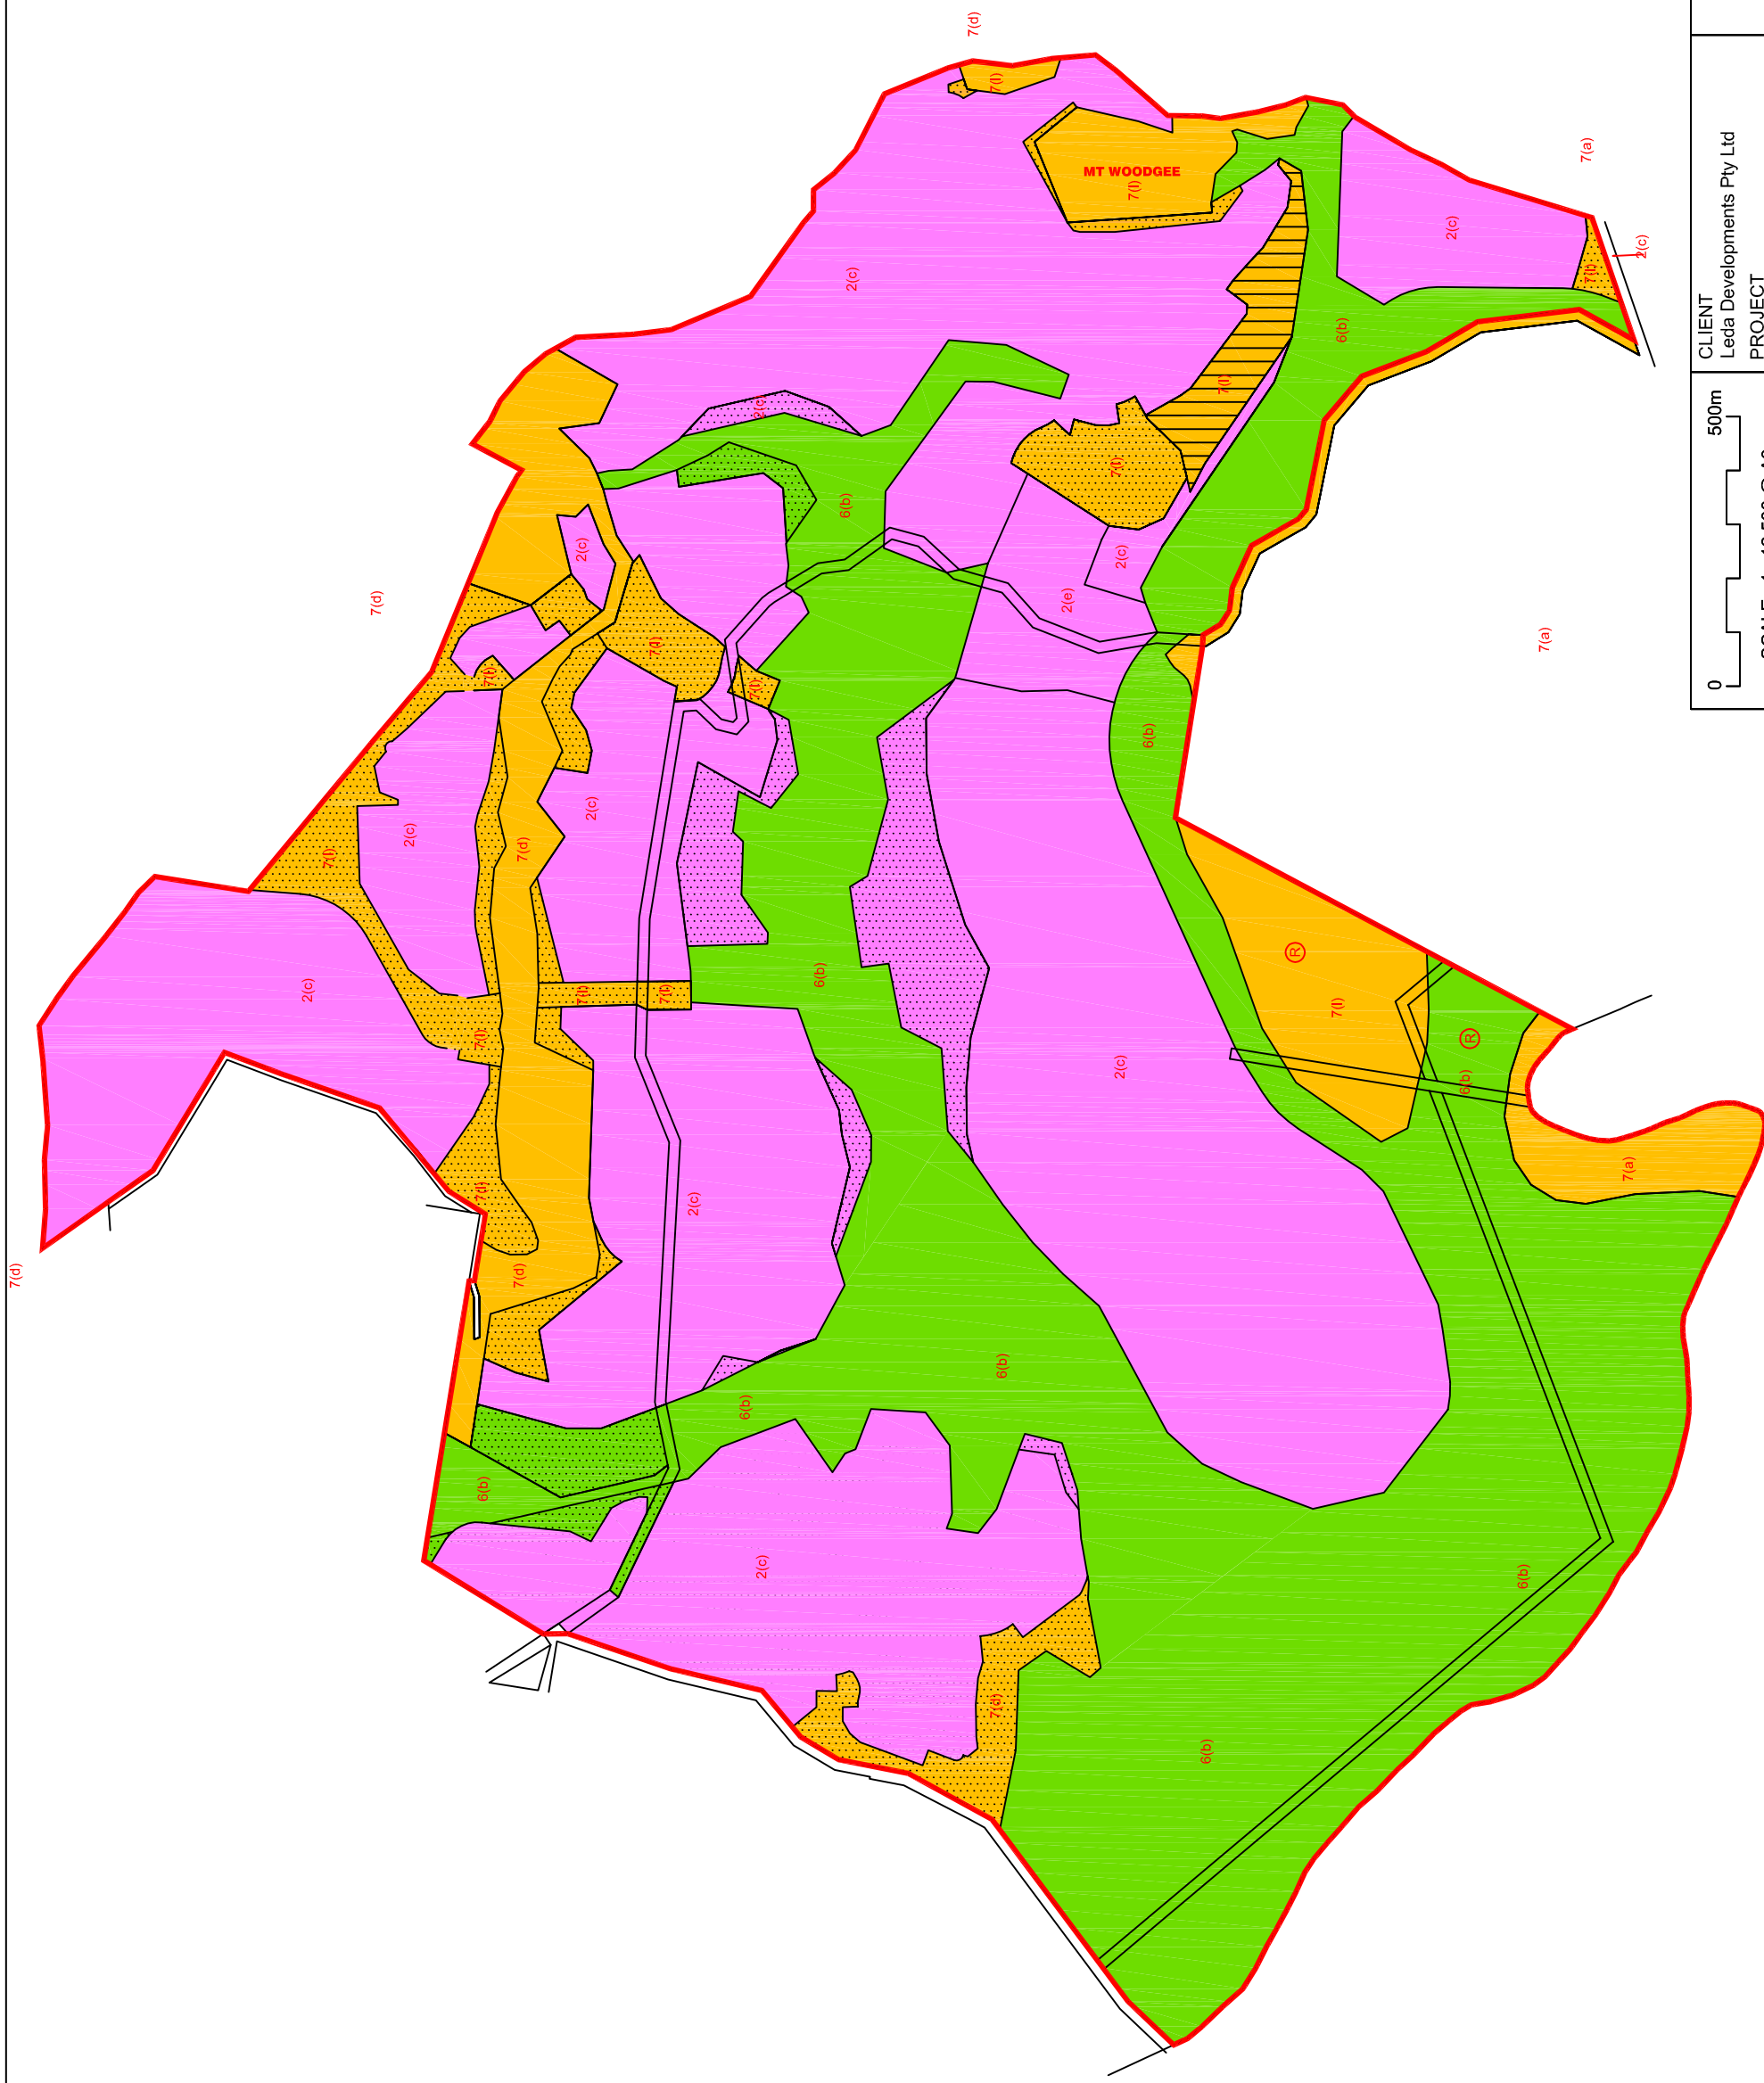 7(d)
7(l)
MT WOODGEE
7(l)
7(a)
2(c)
2(c)
7(l)
2(c)
6(b)
7(l)
2(c)
7(l)
6(b)
2(c)
2(c)
2(e)
7(d)
7(a)
7(l)
7(l)
7(l)
6(b)
2(c)
2(c)
7(d)
7(l)
R
6(b)
2(c)
7(l)
7(l)
7(l)
R
7(l)
2(c)
6(b)
7(a)
7(d)
2(c)
7(d)
7(d)
6(b)
6(b)
6(b)
2(c)
6(b)
7(d)
6(b)
CLIENT
Leda Developments Pty Ltd
PROJECT
0 500m